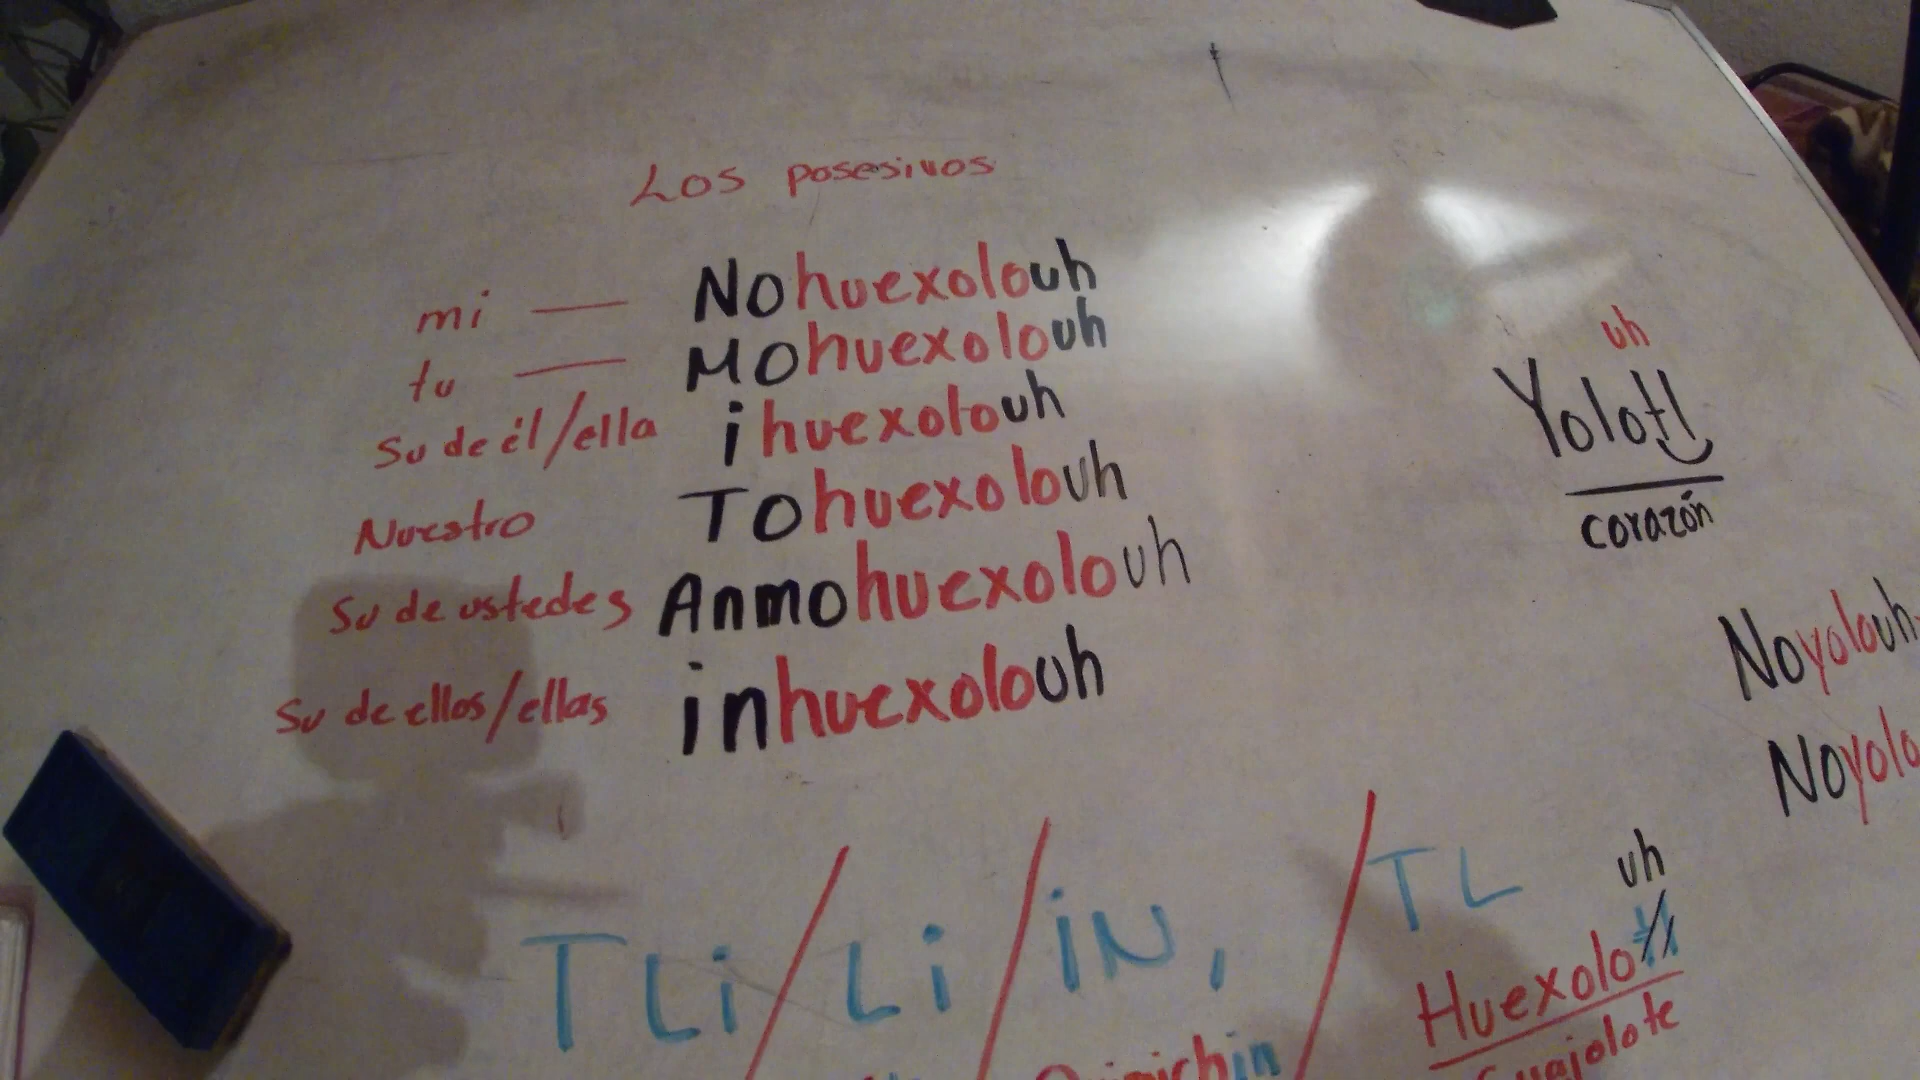 Los posesivos
mi — Nohuexolouh
tu — MOhuexolouh
Su de él/ella ihuexolouh
Nuestro TOhuexolouh
Su de ustedes Anmohuexolouh
Su de ellos/ellas inhuexolouh
uh
Yolotl
corazón
Noyolouh
Noyolo
TLi / Li / iN, / TL
uh
Huexolotl
Guajolote